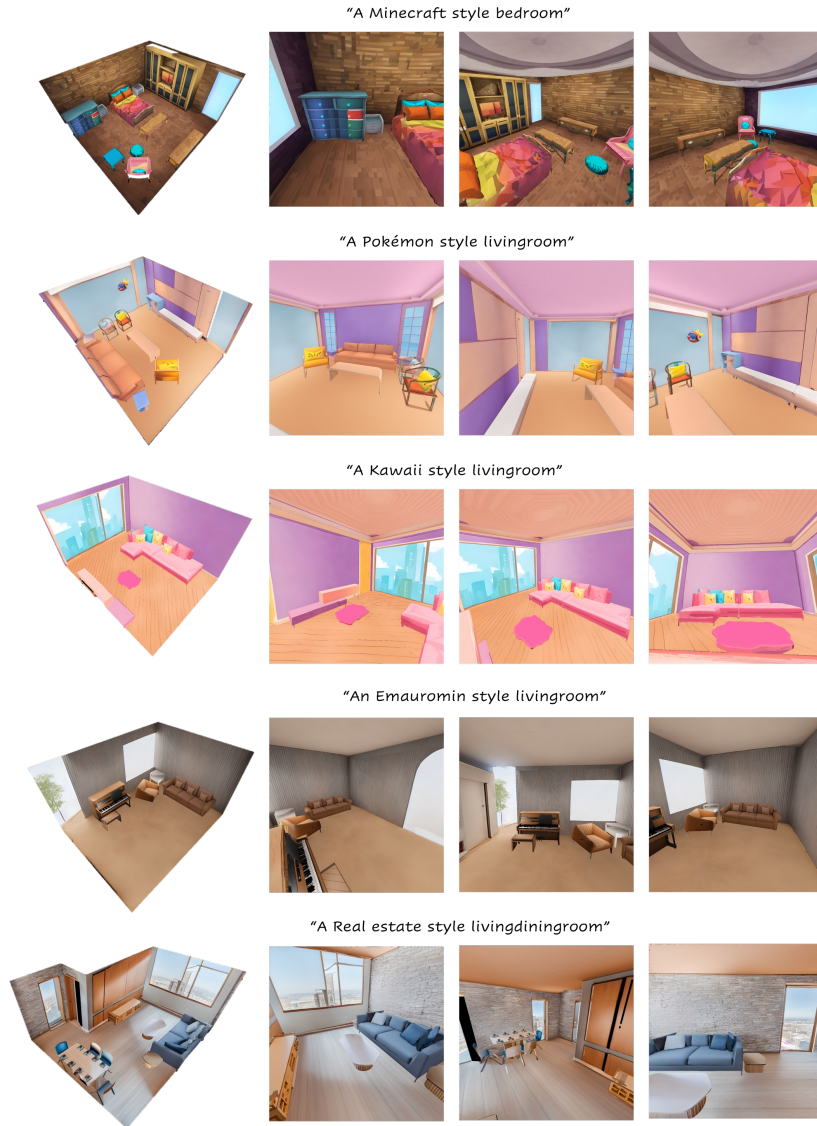 “A Minecraft style bedroom”
“A Pokémon style livingroom”
“A Kawaii style livingroom”
“An Emauromin style livingroom”
“A Real estate style livingdiningroom”